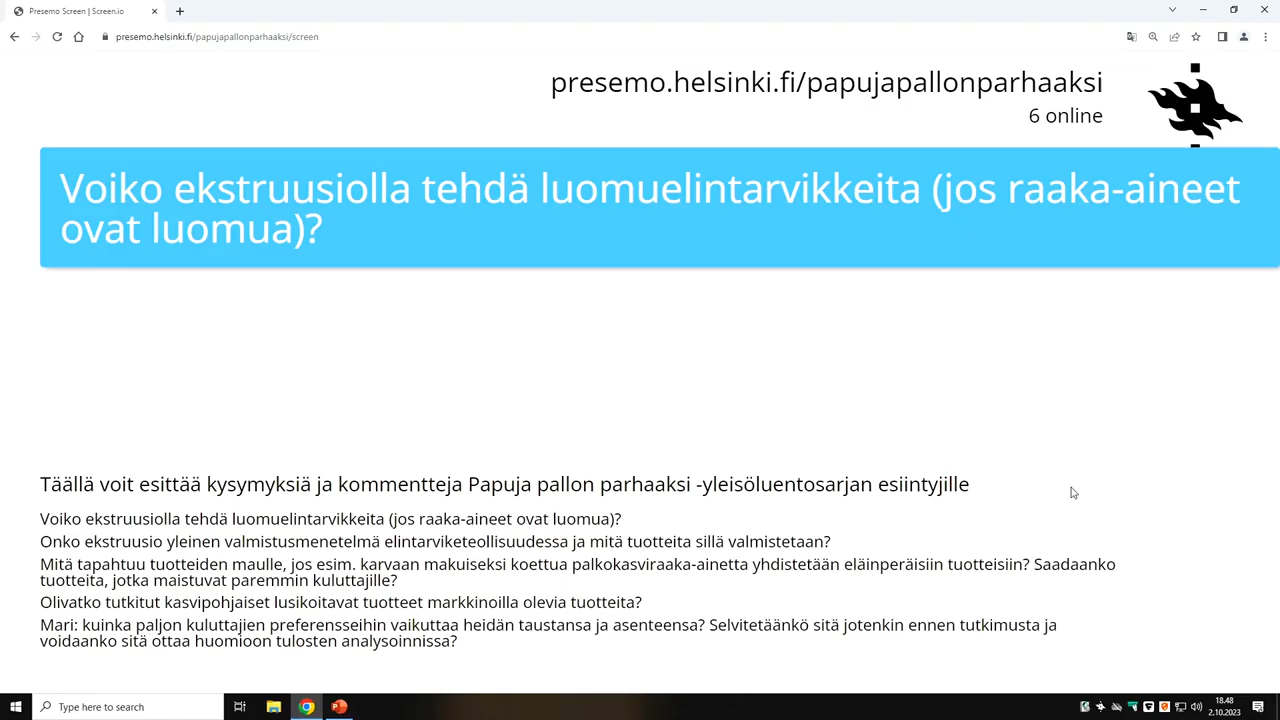 Presemo Screen | Screen.io
presemo.helsinki.fi/papujapallonparhaaksi/screen
presemo.helsinki.fi/papujapallonparhaaksi
6 online
Voiko ekstruusiolla tehdä luomuelintarvikkeita (jos raaka-aineet
ovat luomua)?
Täällä voit esittää kysymyksiä ja kommentteja Papuja pallon parhaaksi -yleisöluentosarjan esiintyjille
Voiko ekstruusiolla tehdä luomuelintarvikkeita (jos raaka-aineet ovat luomua)?
Onko ekstruusio yleinen valmistusmenetelmä elintarviketeollisuudessa ja mitä tuotteita sillä valmistetaan?
Mitä tapahtuu tuotteiden maulle, jos esim. karvaan makuiseksi koettua palkokasviraaka-ainetta yhdistetään eläinperäisiin tuotteisiin? Saadaanko
tuotteita, jotka maistuvat paremmin kuluttajille?
Olivatko tutkitut kasvipohjaiset lusikoitavat tuotteet markkinoilla olevia tuotteita?
Mari: kuinka paljon kuluttajien preferensseihin vaikuttaa heidän taustansa ja asenteensa? Selvitetäänkö sitä jotenkin ennen tutkimusta ja
voidaanko sitä ottaa huomioon tulosten analysoinnissa?
Type here to search
18.48
2.10.2023